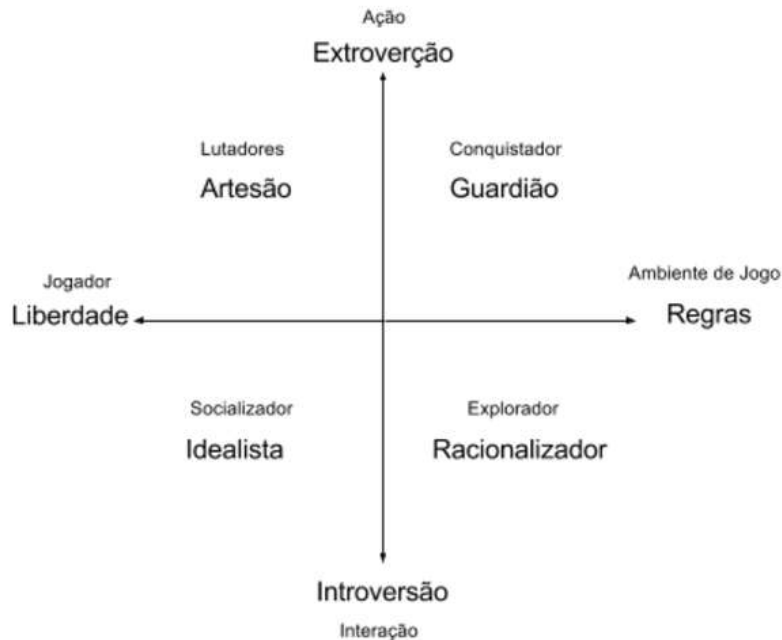 Ação
Extroverção
Lutadores
Artesão
Conquistador
Guardião
Jogador
Liberdade
Ambiente de Jogo
Regras
Socializador
Idealista
Explorador
Racionalizador
Introversão
Interação